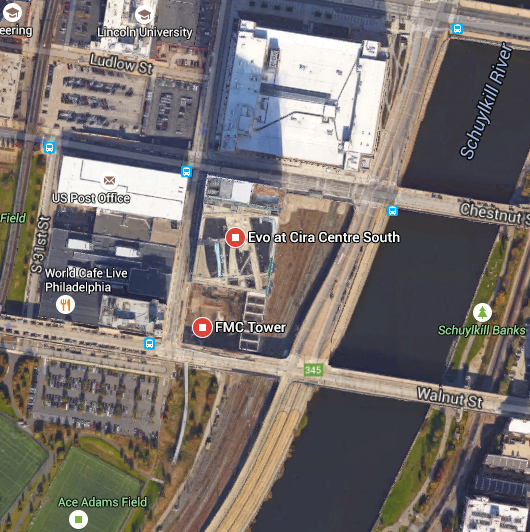 eering
Lincoln University
Ludlow St
Schuylkill River
US Post Office
Chestnut S
Field
S 31st St
Evo at Cira Centre South
World Cafe Live
Philadelphia
FMC Tower
Schuylkill Banks
345
Walnut St
Ace Adams Field